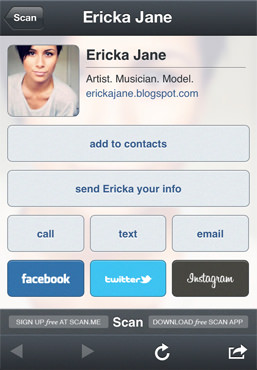 Scan
Ericka Jane
Ericka Jane
Artist. Musician. Model.
erickajane.blogspot.com
add to contacts
send Ericka your info
call
text
email
facebook
twitter
Instagram
SIGN UP free AT SCAN.ME
Scan
DOWNLOAD free SCAN APP